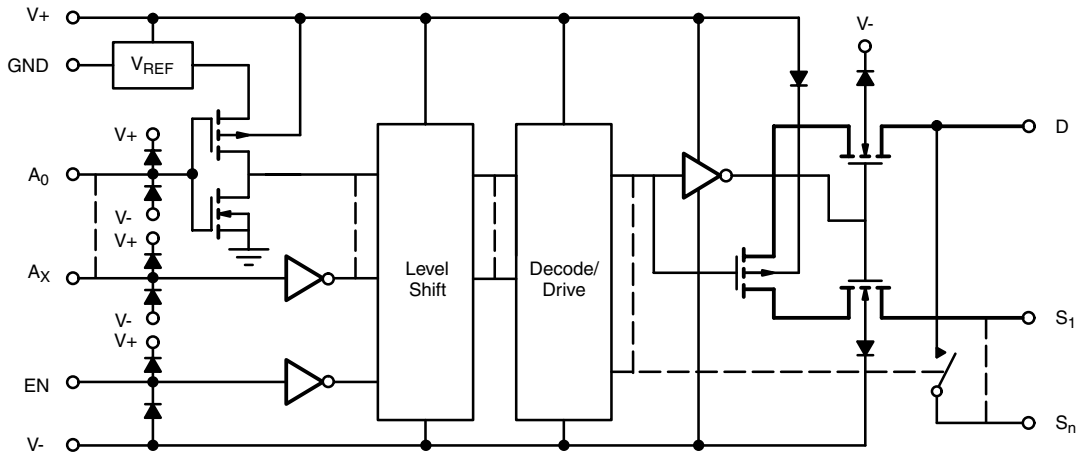 V+
V-
GND
VREF
V+
D
A0
V-
V+
AX
Level
Shift
Decode/
Drive
V-
V+
S1
EN
V-
Sn